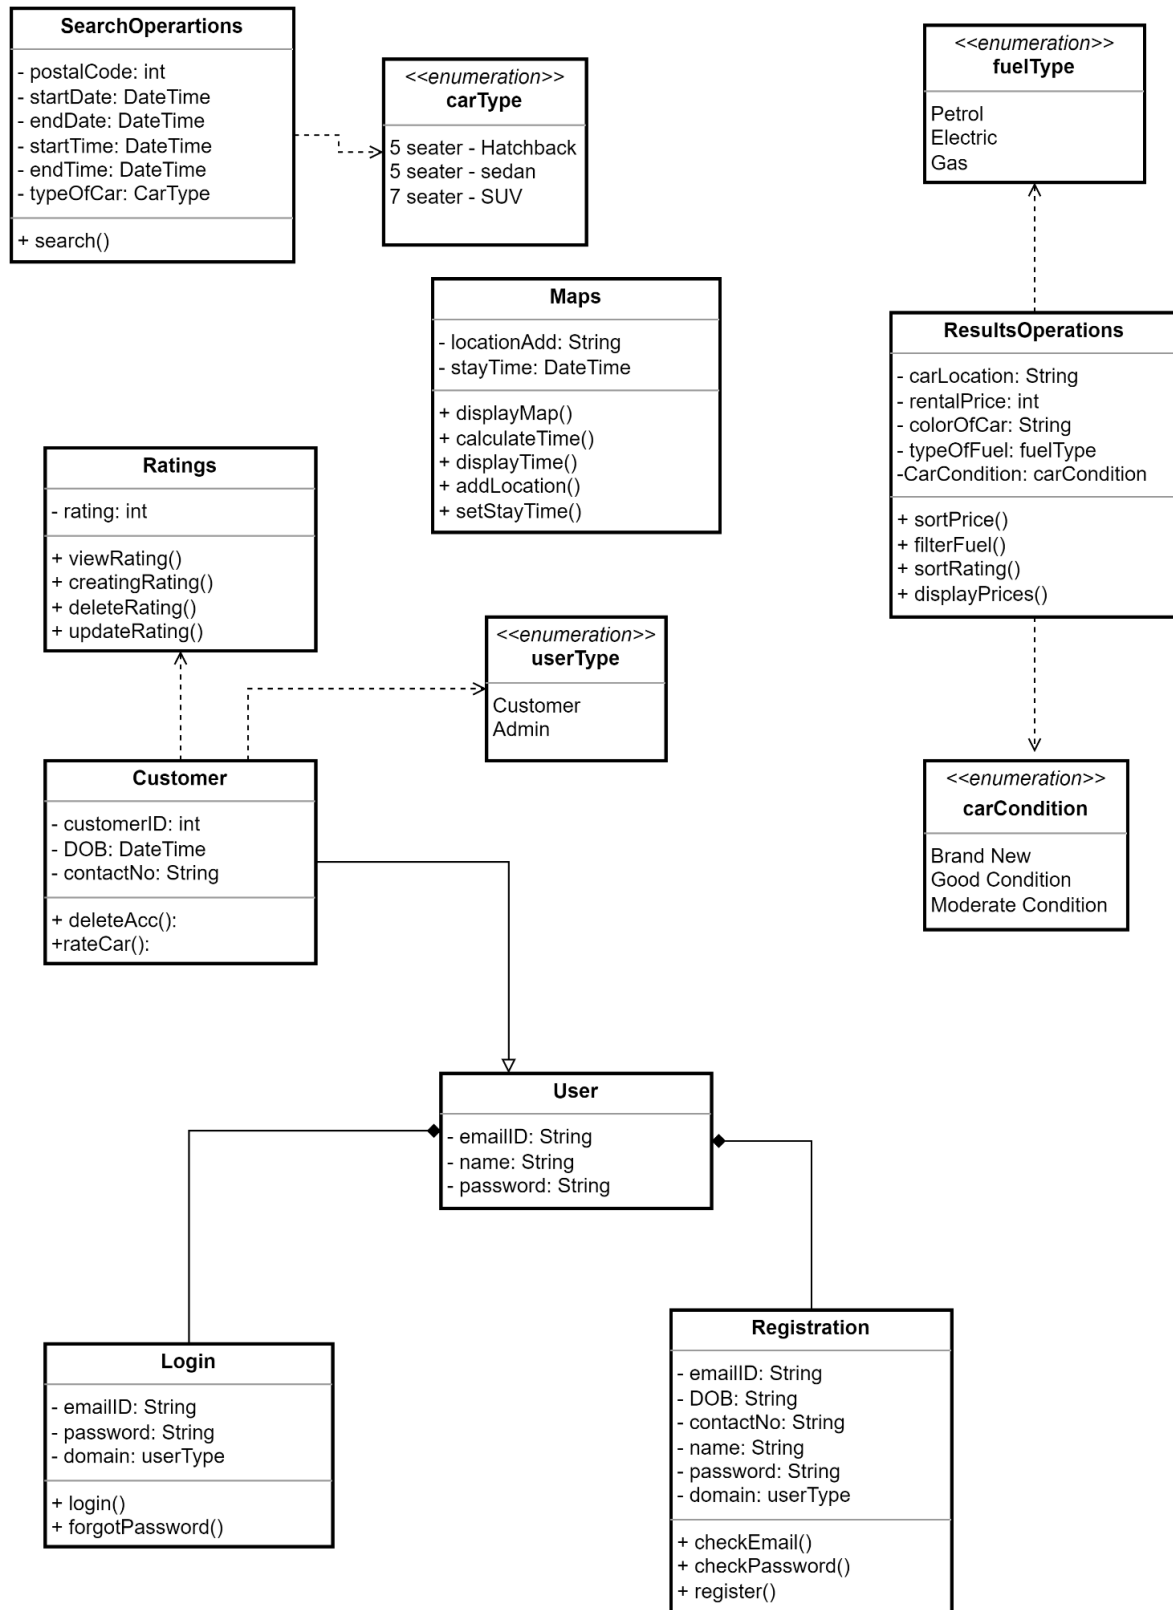 SearchOperartions
- postalCode: int
- startDate: DateTime
- endDate: DateTime
- startTime: DateTime
- endTime: DateTime
- typeOfCar: CarType
+ search()
<<enumeration>>
carType
5 seater - Hatchback
5 seater - sedan
7 seater - SUV
<<enumeration>>
fuelType
Petrol
Electric
Gas
Maps
- locationAdd: String
- stayTime: DateTime
+ displayMap()
+ calculateTime()
+ displayTime()
+ addLocation()
+ setStayTime()
ResultsOperations
- carLocation: String
- rentalPrice: int
- colorOfCar: String
- typeOfFuel: fuelType
-CarCondition: carCondition
+ sortPrice()
+ filterFuel()
+ sortRating()
+ displayPrices()
Ratings
- rating: int
+ viewRating()
+ creatingRating()
+ deleteRating()
+ updateRating()
<<enumeration>>
userType
Customer
Admin
Customer
- customerID: int
- DOB: DateTime
- contactNo: String
+ deleteAcc():
+rateCar():
<<enumeration>>
carCondition
Brand New
Good Condition
Moderate Condition
User
- emailID: String
- name: String
- password: String
Login
- emailID: String
- password: String
- domain: userType
+ login()
+ forgotPassword()
Registration
- emailID: String
- DOB: String
- contactNo: String
- name: String
- password: String
- domain: userType
+ checkEmail()
+ checkPassword()
+ register()